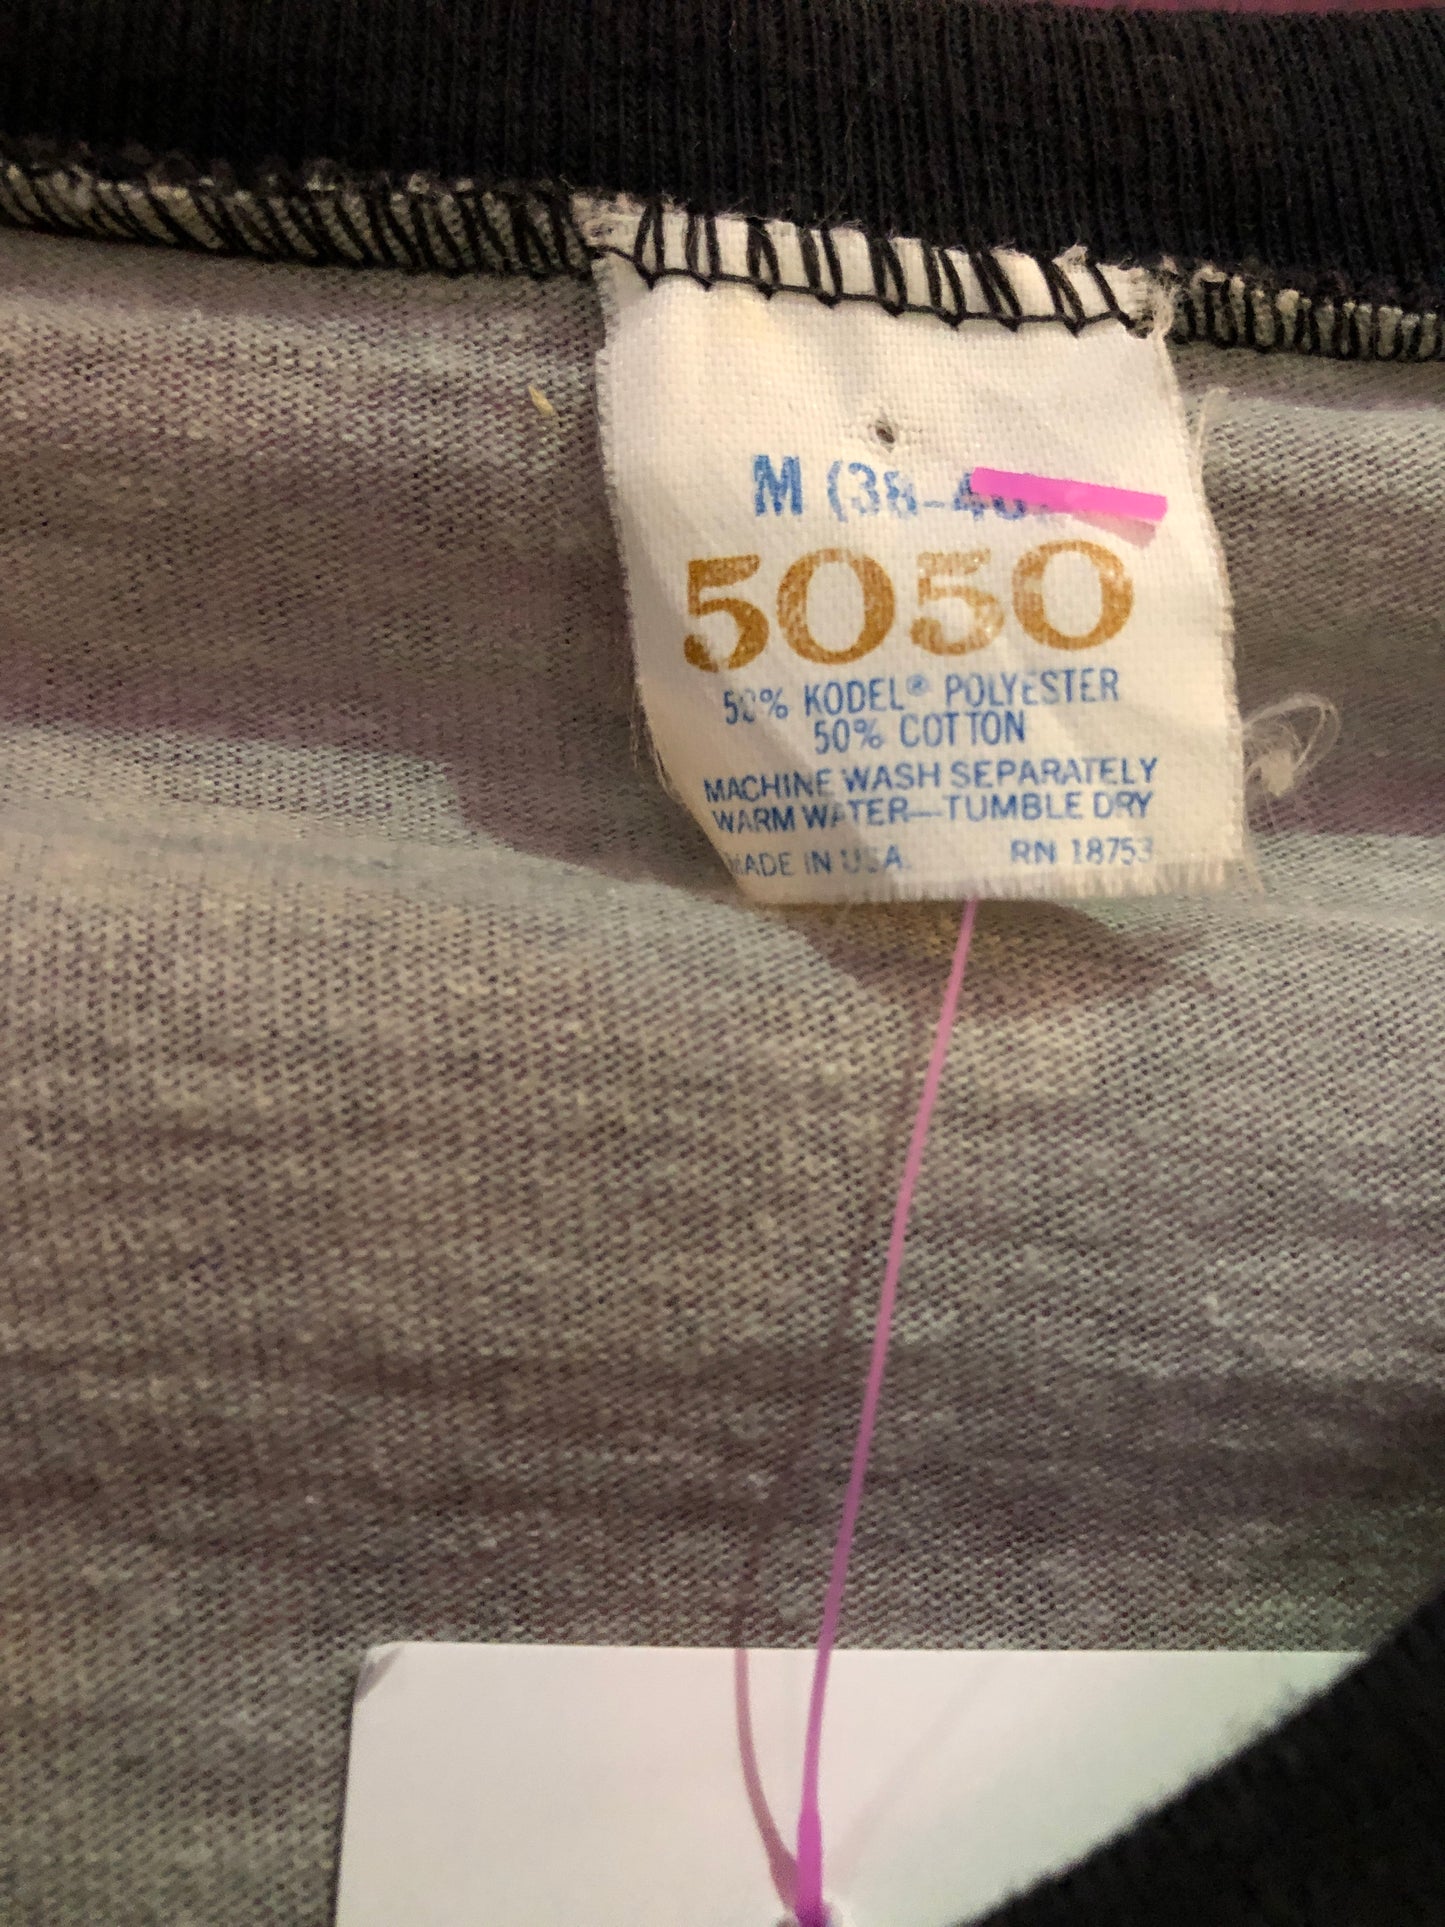 M (38-40)
5050
50% KODEL® POLYESTER
50% COTTON
MACHINE WASH SEPARATELY
WARM WATER—TUMBLE DRY
MADE IN U.S.A. RN 18753